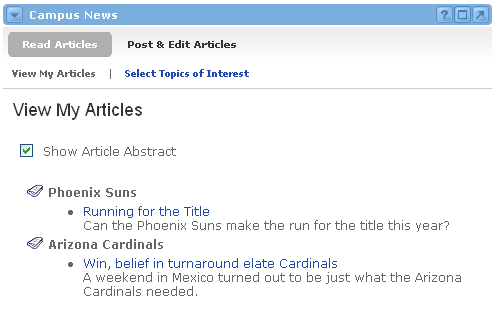 Campus News
Read Articles Post & Edit Articles
View My Articles | Select Topics of Interest
View My Articles
Show Article Abstract
Phoenix Suns
• Running for the Title
Can the Phoenix Suns make the run for the title this year?
Arizona Cardinals
• Win, belief in turnaround elate Cardinals
A weekend in Mexico turned out to be just what the Arizona
Cardinals needed.